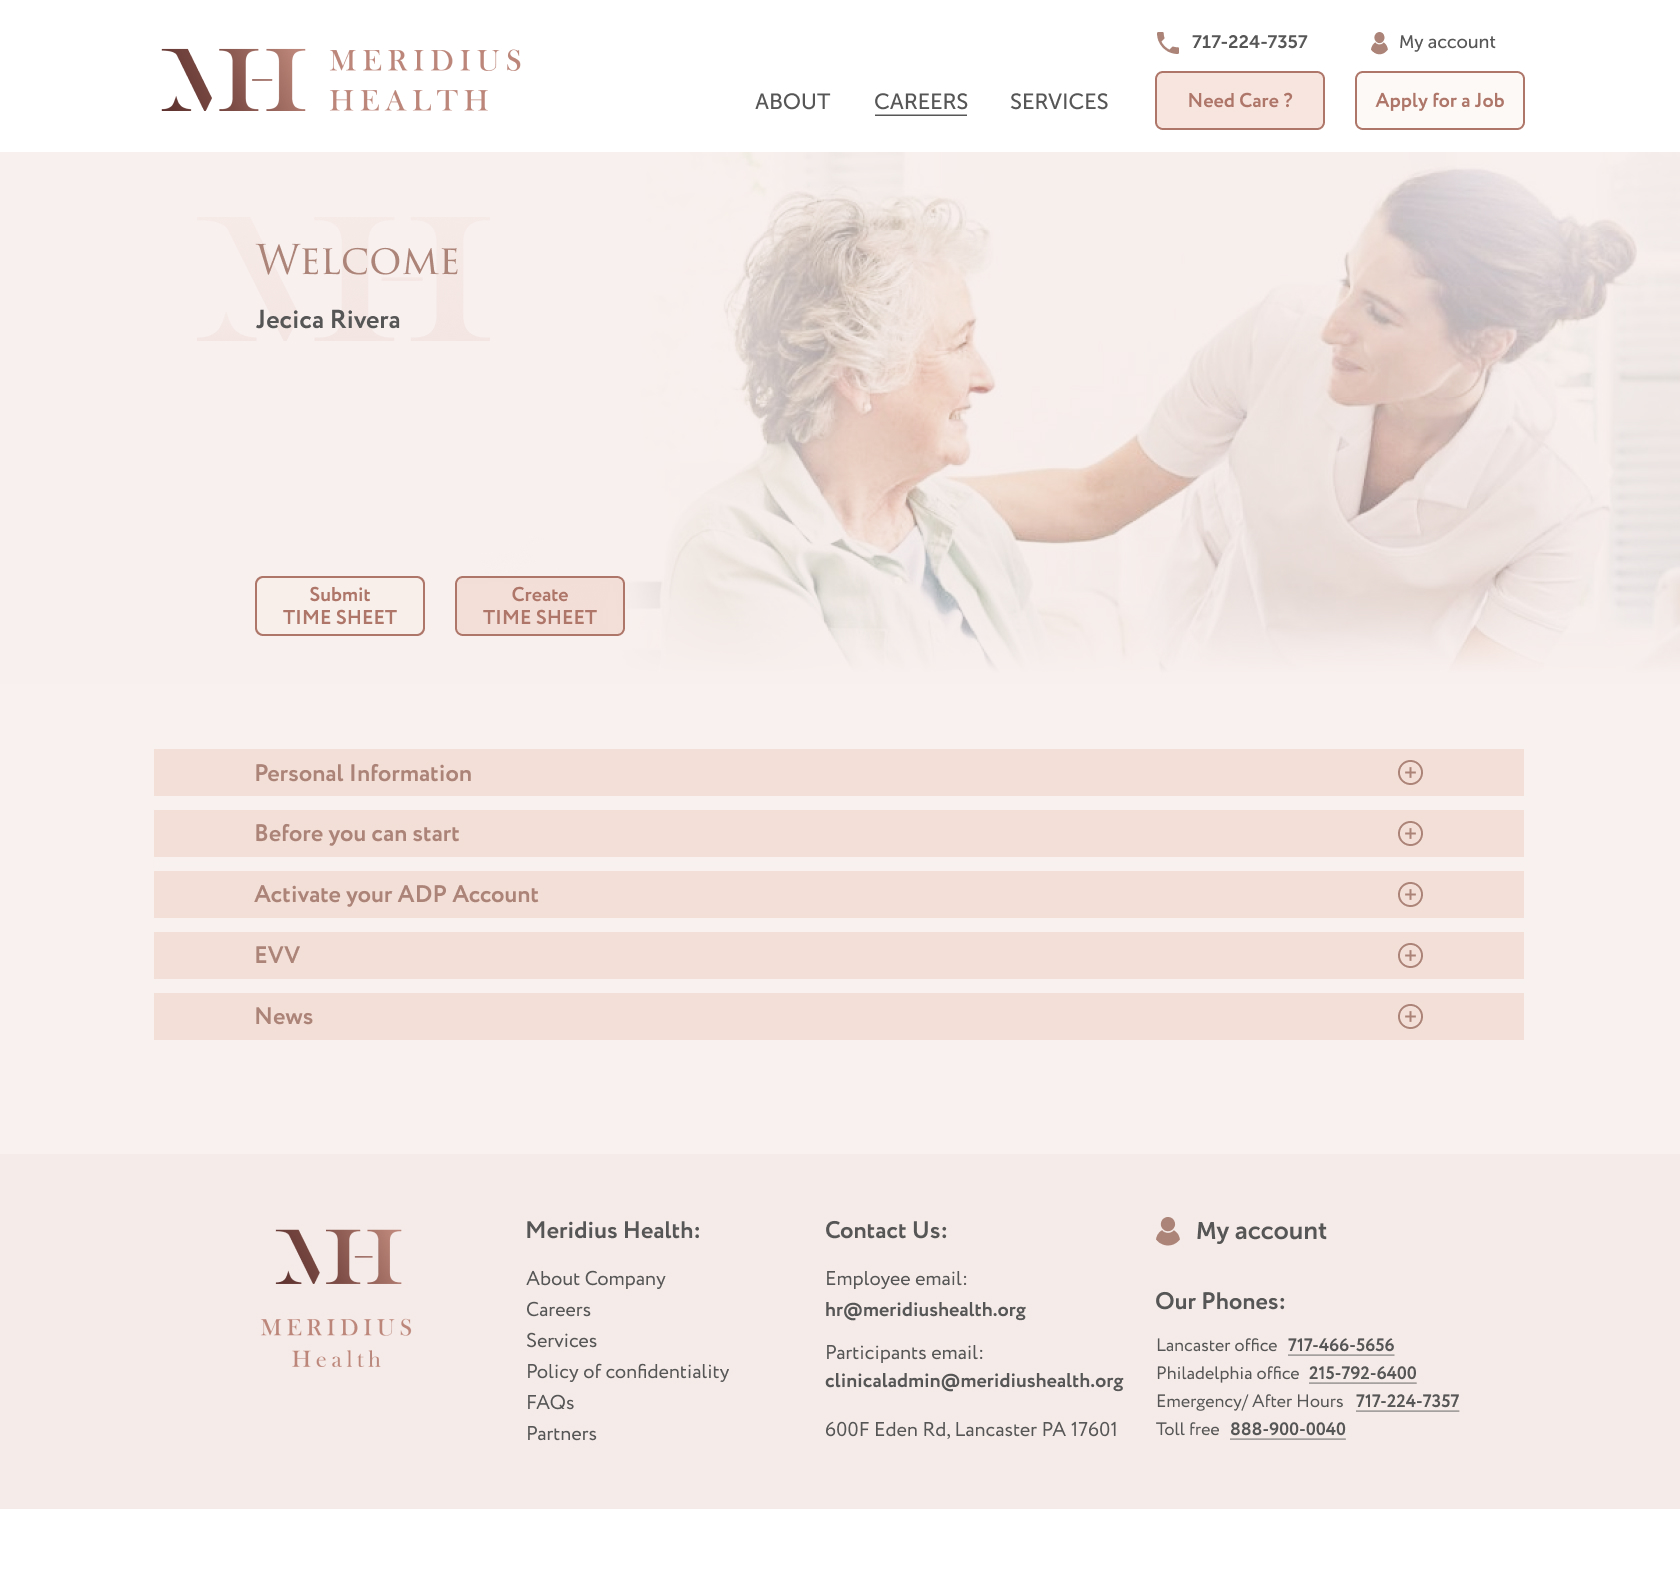 MH MERIDIUS
HEALTH
717-224-7357
My account
ABOUT
CAREERS
SERVICES
Need Care ?
Apply for a Job
MH
WELCOME
Jecica Rivera
Submit
TIME SHEET
Create
TIME SHEET
Personal Information
Before you can start
Activate your ADP Account
EVV
News
MH
MERIDIUS
Health
Meridius Health:
About Company
Careers
Services
Policy of confidentiality
FAQs
Partners
Contact Us:
Employee email:
hr@meridiushealth.org
Participants email:
clinicaladmin@meridiushealth.org
600F Eden Rd, Lancaster PA 17601
My account
Our Phones:
Lancaster office 717-466-5656
Philadelphia office 215-792-6400
Emergency/ After Hours 717-224-7357
Toll free 888-900-0040